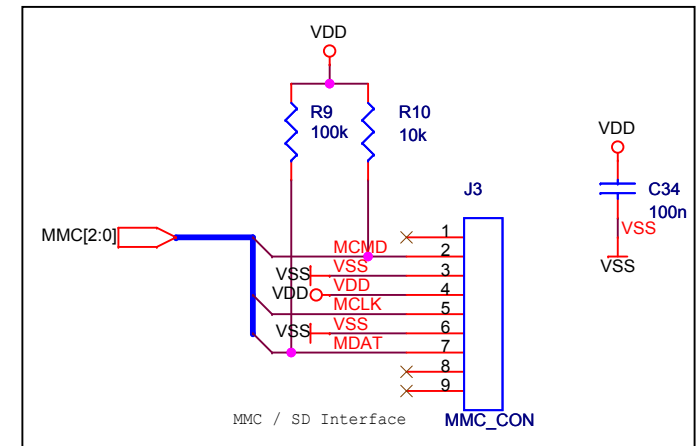 VDD
R9
100k
R10
10k
VDD
C34
100n
VSS
VSS
J3
MMC[2:0]
1
MCMD
2
VSS
VSS
3
VDD
VDD
4
MCLK
5
VSS
VSS
6
MDAT
7
8
9
MMC / SD Interface
MMC_CON